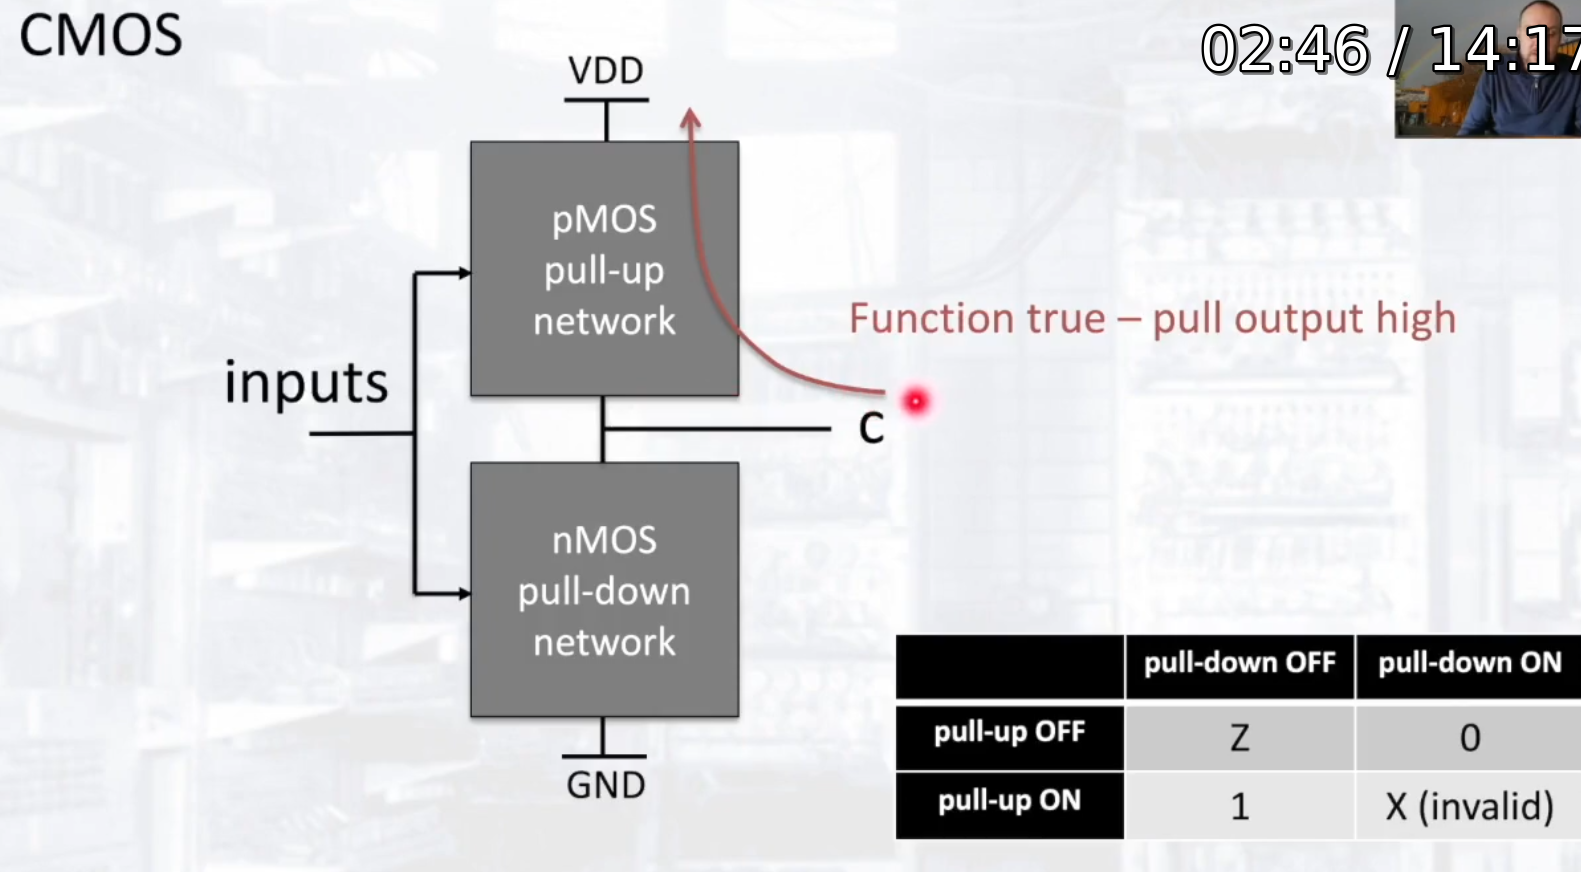 CMOS
02:46 / 14:17
VDD
pMOS
pull-up
network
Function true – pull output high
inputs
C
nMOS
pull-down
network
GND
pull-down OFF pull-down ON
pull-up OFF Z 0
pull-up ON 1 X (invalid)